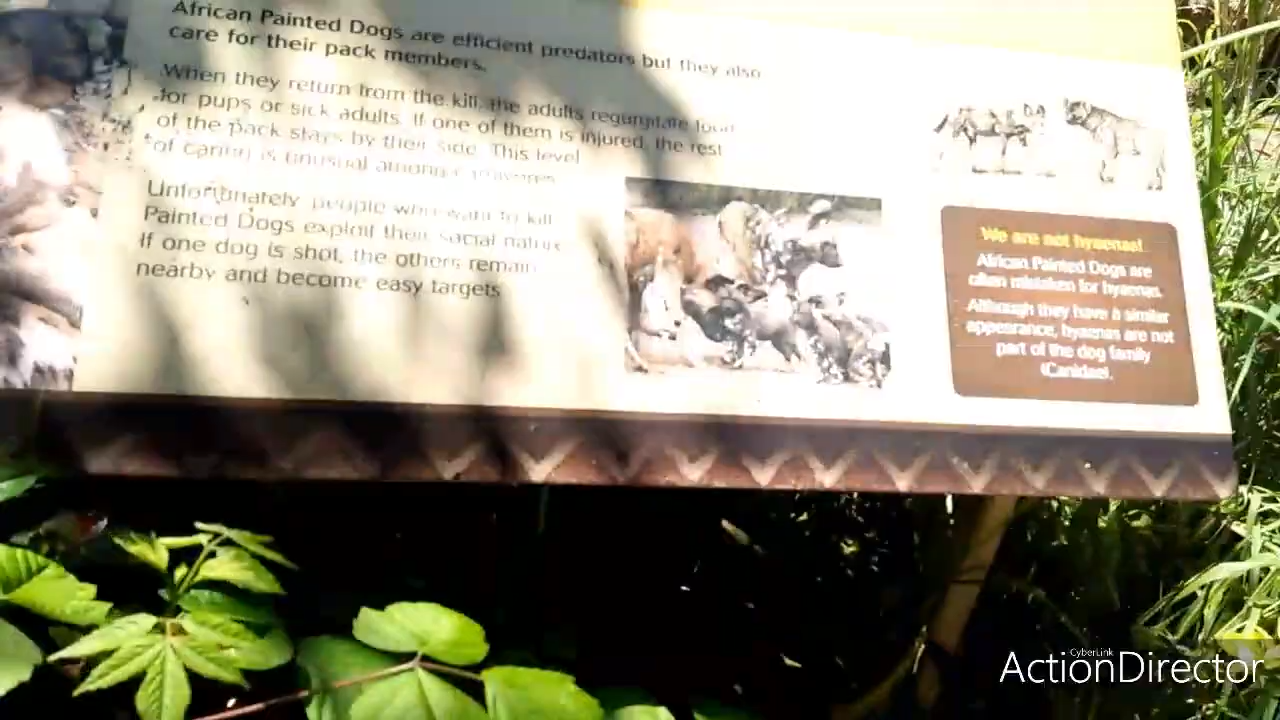 African Painted Dogs are efficient predators but they also
care for their pack members.
When they return from the kill, the adults regurgitate food
for pups or sick adults. If one of them is injured, the rest
of the pack stays by their side. This level
of caring is unusual among
Unfortunately people who want to kill
Painted Dogs exploit their social nature.
If one dog is shot, the others remain
nearby and become easy targets
We are not hyaenas!
African Painted Dogs are
often mistaken for hyaenas.
Although they have a similar
appearance, hyaenas are not
part of the dog family
(Canidae).
CyberLink
ActionDirector